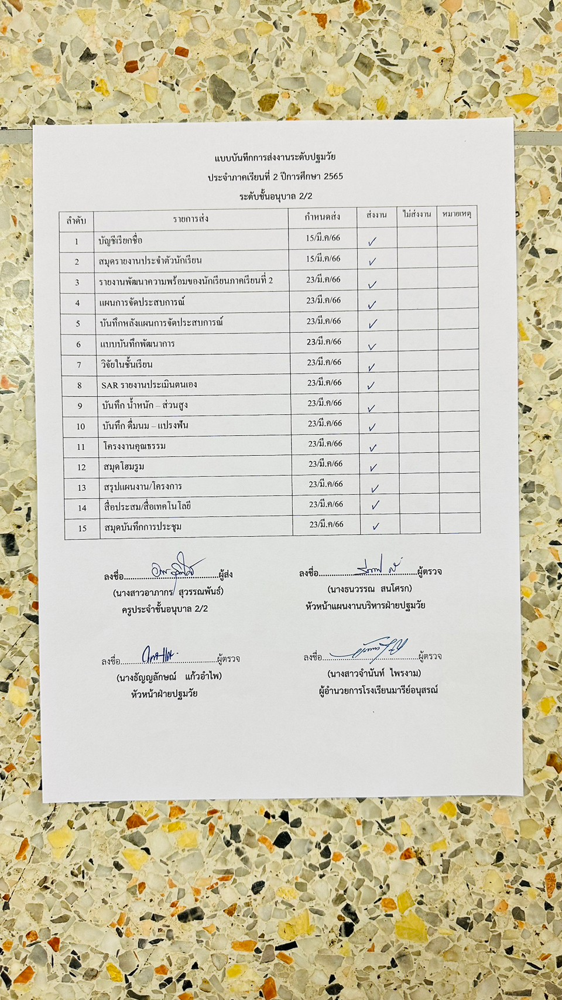 แบบบันทึกการส่งงานระดับปฐมวัย
ประจำภาคเรียนที่ 2 ปีการศึกษา 2565
ระดับชั้นอนุบาล 2/2
ลำดับ รายการส่ง กำหนดส่ง ส่งงาน ไม่ส่งงาน หมายเหตุ
1 บัญชีเรียกชื่อ 15/มี.ค/66 ✓
2 สมุดรายงานประจำตัวนักเรียน 15/มี.ค/66 ✓
3 รายงานพัฒนาความพร้อมของนักเรียนภาคเรียนที่ 2 23/มี.ค/66 ✓
4 แผนการจัดประสบการณ์ 23/มี.ค/66 ✓
5 บันทึกหลังแผนการจัดประสบการณ์ 23/มี.ค/66 ✓
6 แบบบันทึกพัฒนาการ 23/มี.ค/66 ✓
7 วิจัยในชั้นเรียน 23/มี.ค/66 ✓
8 SAR รายงานประเมินตนเอง 23/มี.ค/66 ✓
9 บันทึก น้ำหนัก – ส่วนสูง 23/มี.ค/66 ✓
10 บันทึก ดื่มนม – แปรงฟัน 23/มี.ค/66 ✓
11 โครงงานคุณธรรม 23/มี.ค/66 ✓
12 สมุดโฮมรูม 23/มี.ค/66 ✓
13 สรุปแผนงาน/โครงการ 23/มี.ค/66 ✓
14 สื่อประสม/สื่อเทคโนโลยี 23/มี.ค/66 ✓
15 สมุดบันทึกการประชุม 23/มี.ค/66 ✓
ลงชื่อ............................................ผู้ส่ง ลงชื่อ............................................ผู้ตรวจ
(นางสาวอาภากร สุวรรณพันธ์) (นางธนวรรณ สนโศรก)
ครูประจำชั้นอนุบาล 2/2 หัวหน้าแผนงานบริหารฝ่ายปฐมวัย
ลงชื่อ............................................ผู้ตรวจ ลงชื่อ............................................ผู้ตรวจ
(นางธัญญลักษณ์ แก้วอำไพ) (นางสาวจำนันท์ ไพรงาม)
หัวหน้าฝ่ายปฐมวัย ผู้อำนวยการโรงเรียนมารีย์อนุสรณ์